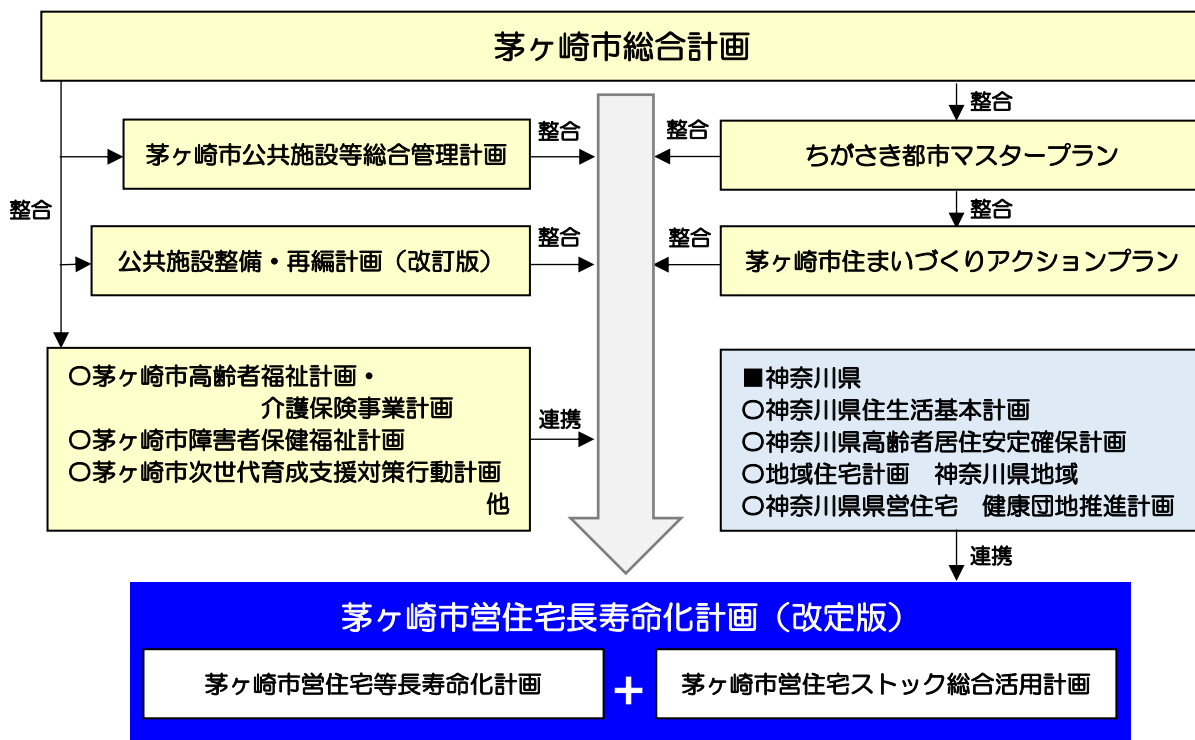 茅ヶ崎市総合計画
整合
茅ヶ崎市公共施設等総合管理計画
整合
整合
ちがさき都市マスタープラン
整合
整合
公共施設整備・再編計画（改訂版）
整合
整合
茅ヶ崎市住まいづくりアクションプラン
〇茅ヶ崎市高齢者福祉計画・
介護保険事業計画
〇茅ヶ崎市障害者保健福祉計画
〇茅ヶ崎市次世代育成支援対策行動計画
他
連携
■神奈川県
〇神奈川県住生活基本計画
〇神奈川県高齢者居住安定確保計画
〇地域住宅計画　神奈川県地域
〇神奈川県県営住宅　健康団地推進計画
連携
茅ヶ崎市営住宅長寿命化計画（改定版）
茅ヶ崎市営住宅等長寿命化計画
+
茅ヶ崎市営住宅ストック総合活用計画